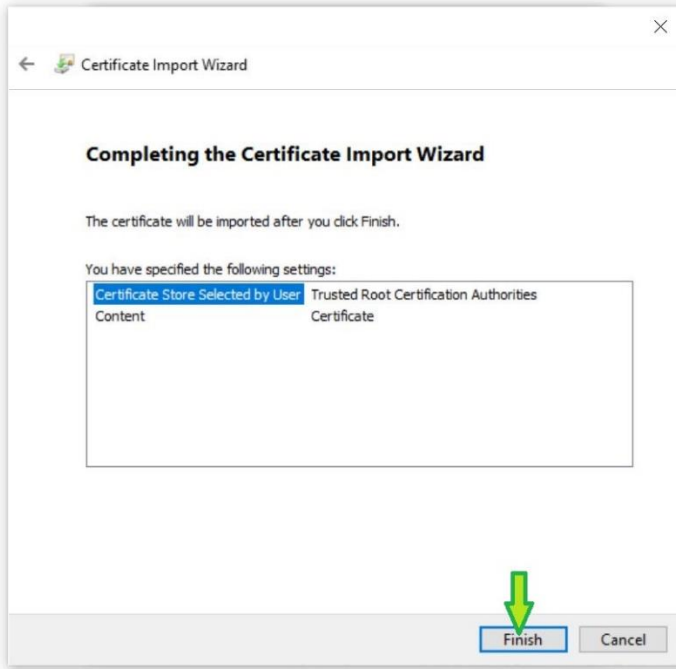 Certificate Import Wizard
Completing the Certificate Import Wizard
The certificate will be imported after you click Finish.
You have specified the following settings:
Certificate Store Selected by User Trusted Root Certification Authorities
Content Certificate
Finish Cancel